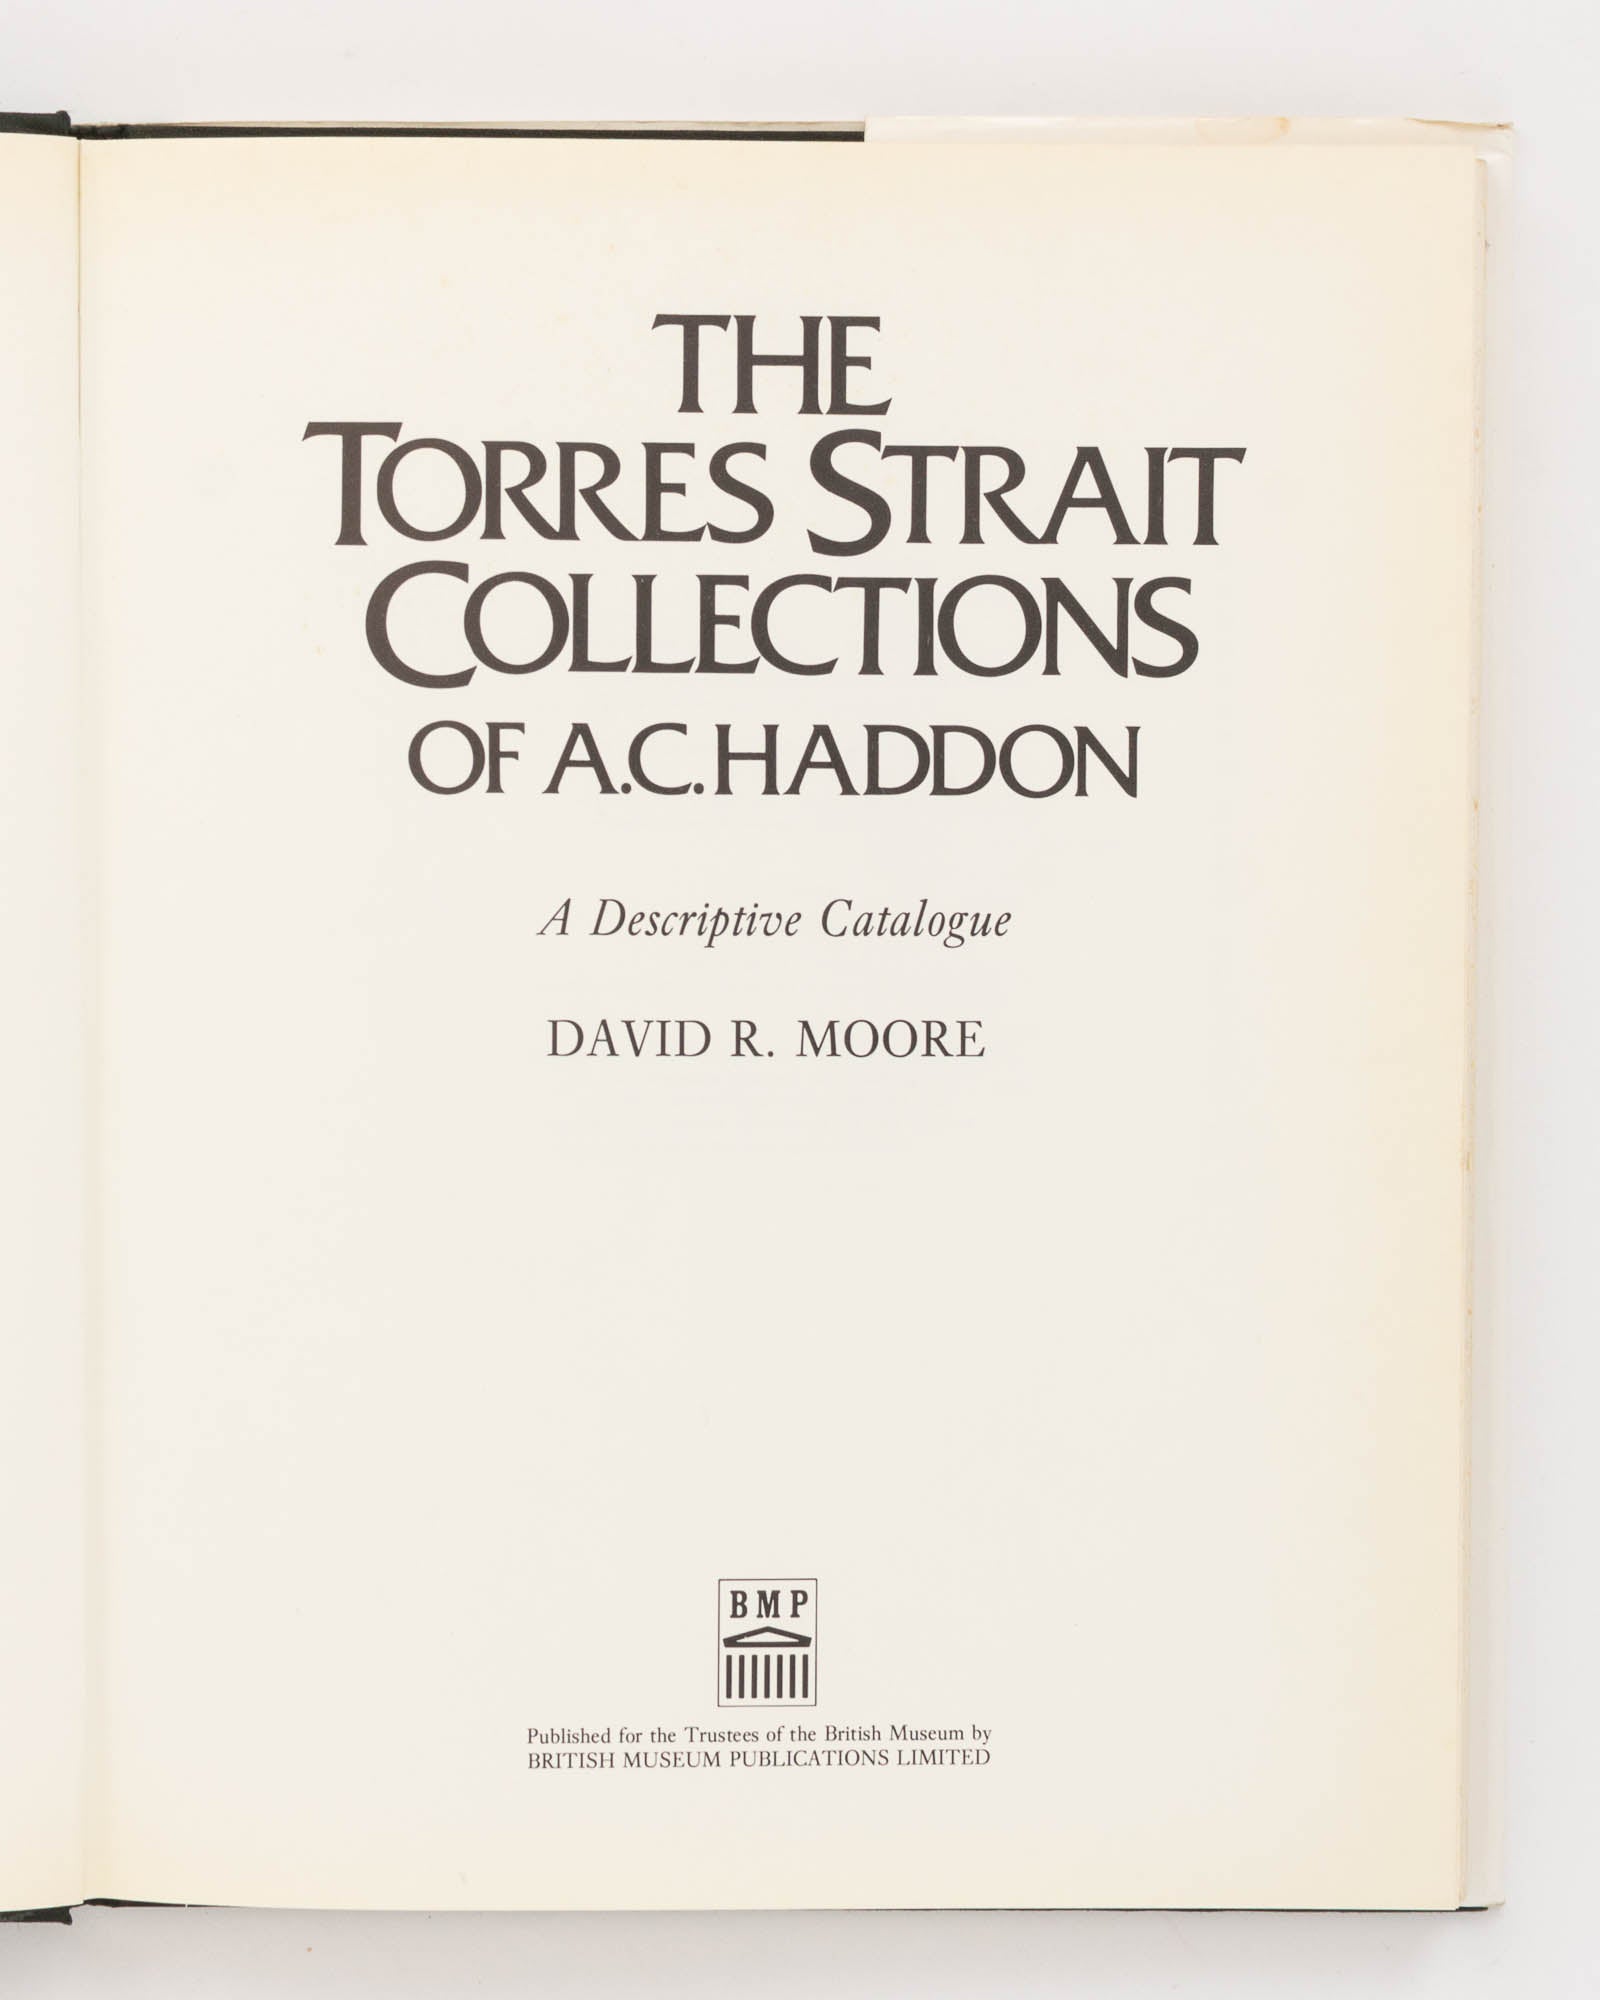 THE
TORRES STRAIT
COLLECTIONS
OF A.C.HADDON
A Descriptive Catalogue
DAVID R. MOORE
BMP
Published for the Trustees of the British Museum by
BRITISH MUSEUM PUBLICATIONS LIMITED